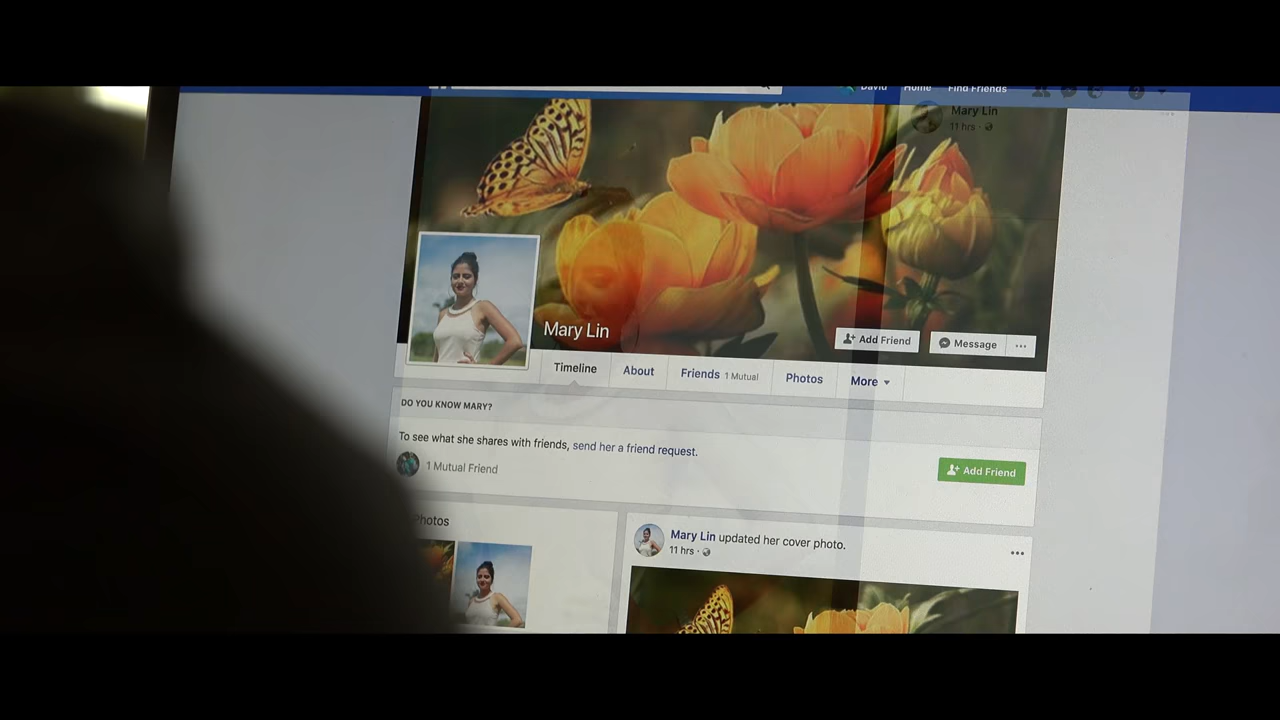 David Home Find Friends
Mary Lin
11 hrs ·
Mary Lin
Add Friend
Message
Timeline
About
Friends 1 Mutual
Photos
More
DO YOU KNOW MARY?
To see what she shares with friends, send her a friend request.
1 Mutual Friend
Add Friend
Photos
Mary Lin updated her cover photo.
11 hrs ·